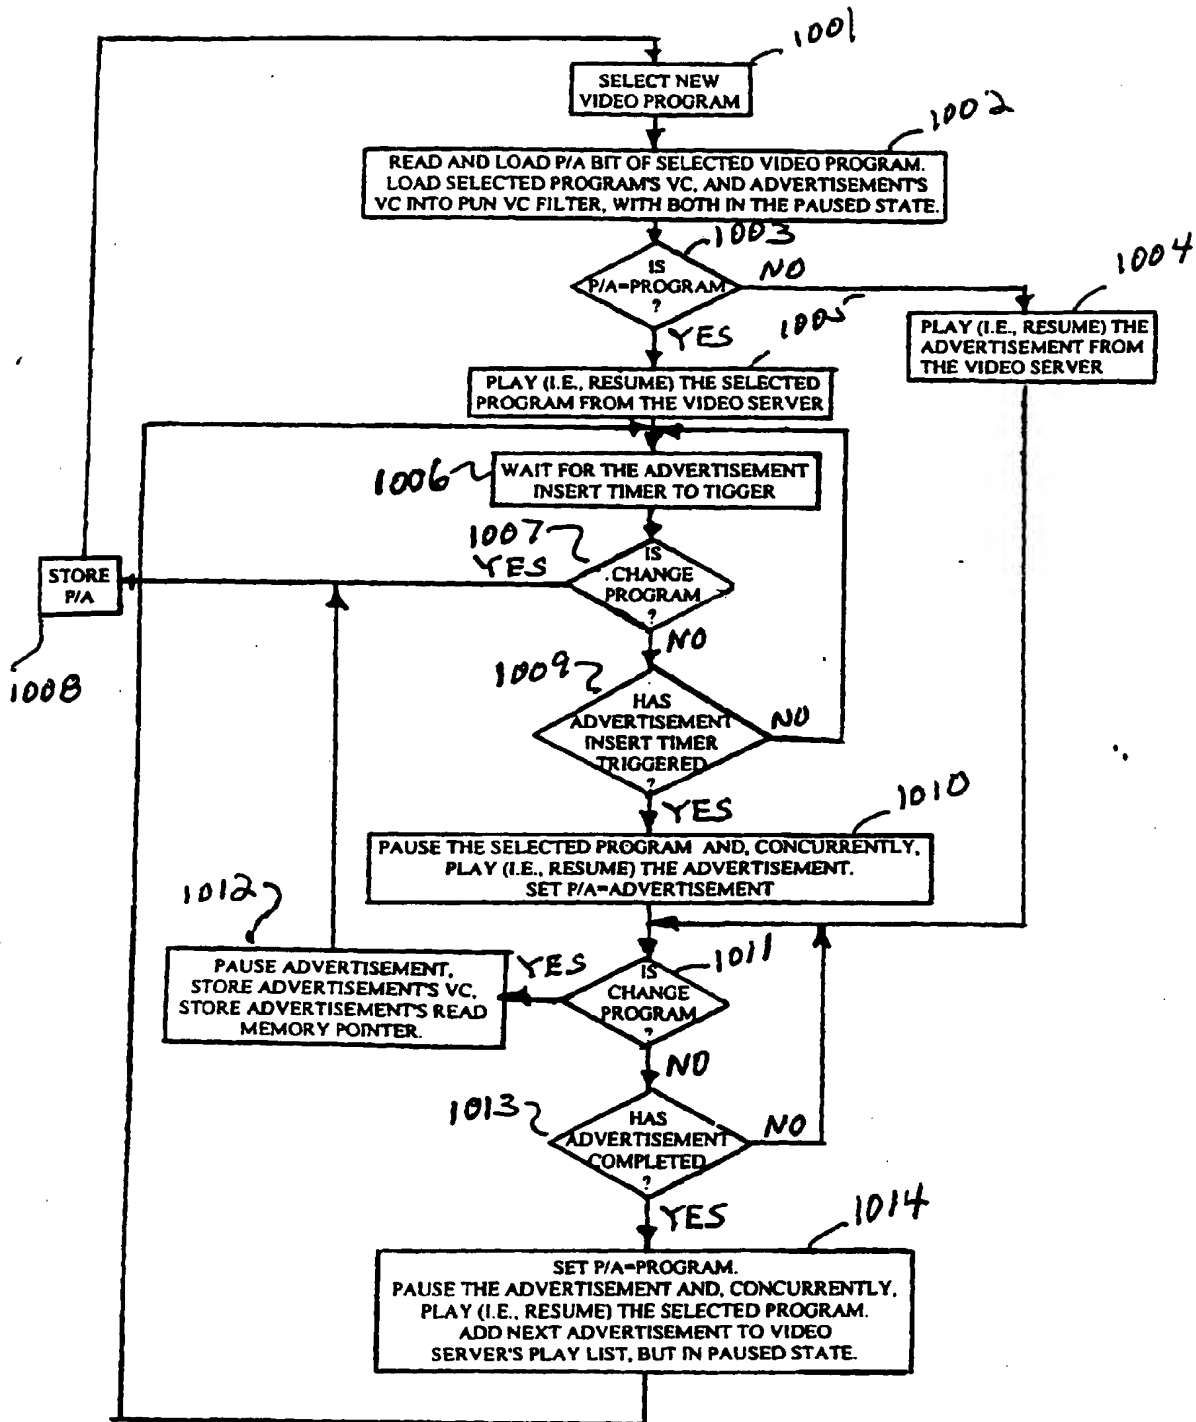 1001
SELECT NEW
VIDEO PROGRAM
1002
READ AND LOAD P/A BIT OF SELECTED VIDEO PROGRAM.
LOAD SELECTED PROGRAM'S VC, AND ADVERTISEMENT'S
VC INTO PUN VC FILTER, WITH BOTH IN THE PAUSED STATE.
1003
IS
P/A=PROGRAM
?
NO
YES
1004
PLAY (I.E., RESUME) THE
ADVERTISEMENT FROM
THE VIDEO SERVER
1005
PLAY (I.E., RESUME) THE SELECTED
PROGRAM FROM THE VIDEO SERVER
1006
WAIT FOR THE ADVERTISEMENT
INSERT TIMER TO TIGGER
1007
IS
CHANGE
PROGRAM
?
YES
NO
STORE
P/A
1008
1009
HAS
ADVERTISEMENT
INSERT TIMER
TRIGGERED
?
NO
YES
1010
PAUSE THE SELECTED PROGRAM AND, CONCURRENTLY,
PLAY (I.E., RESUME) THE ADVERTISEMENT.
SET P/A=ADVERTISEMENT
1011
IS
CHANGE
PROGRAM
?
YES
NO
1012
PAUSE ADVERTISEMENT,
STORE ADVERTISEMENT'S VC,
STORE ADVERTISEMENT'S READ
MEMORY POINTER.
1013
HAS
ADVERTISEMENT
COMPLETED
?
NO
YES
1014
SET P/A=PROGRAM.
PAUSE THE ADVERTISEMENT AND, CONCURRENTLY,
PLAY (I.E., RESUME) THE SELECTED PROGRAM.
ADD NEXT ADVERTISEMENT TO VIDEO
SERVER'S PLAY LIST, BUT IN PAUSED STATE.